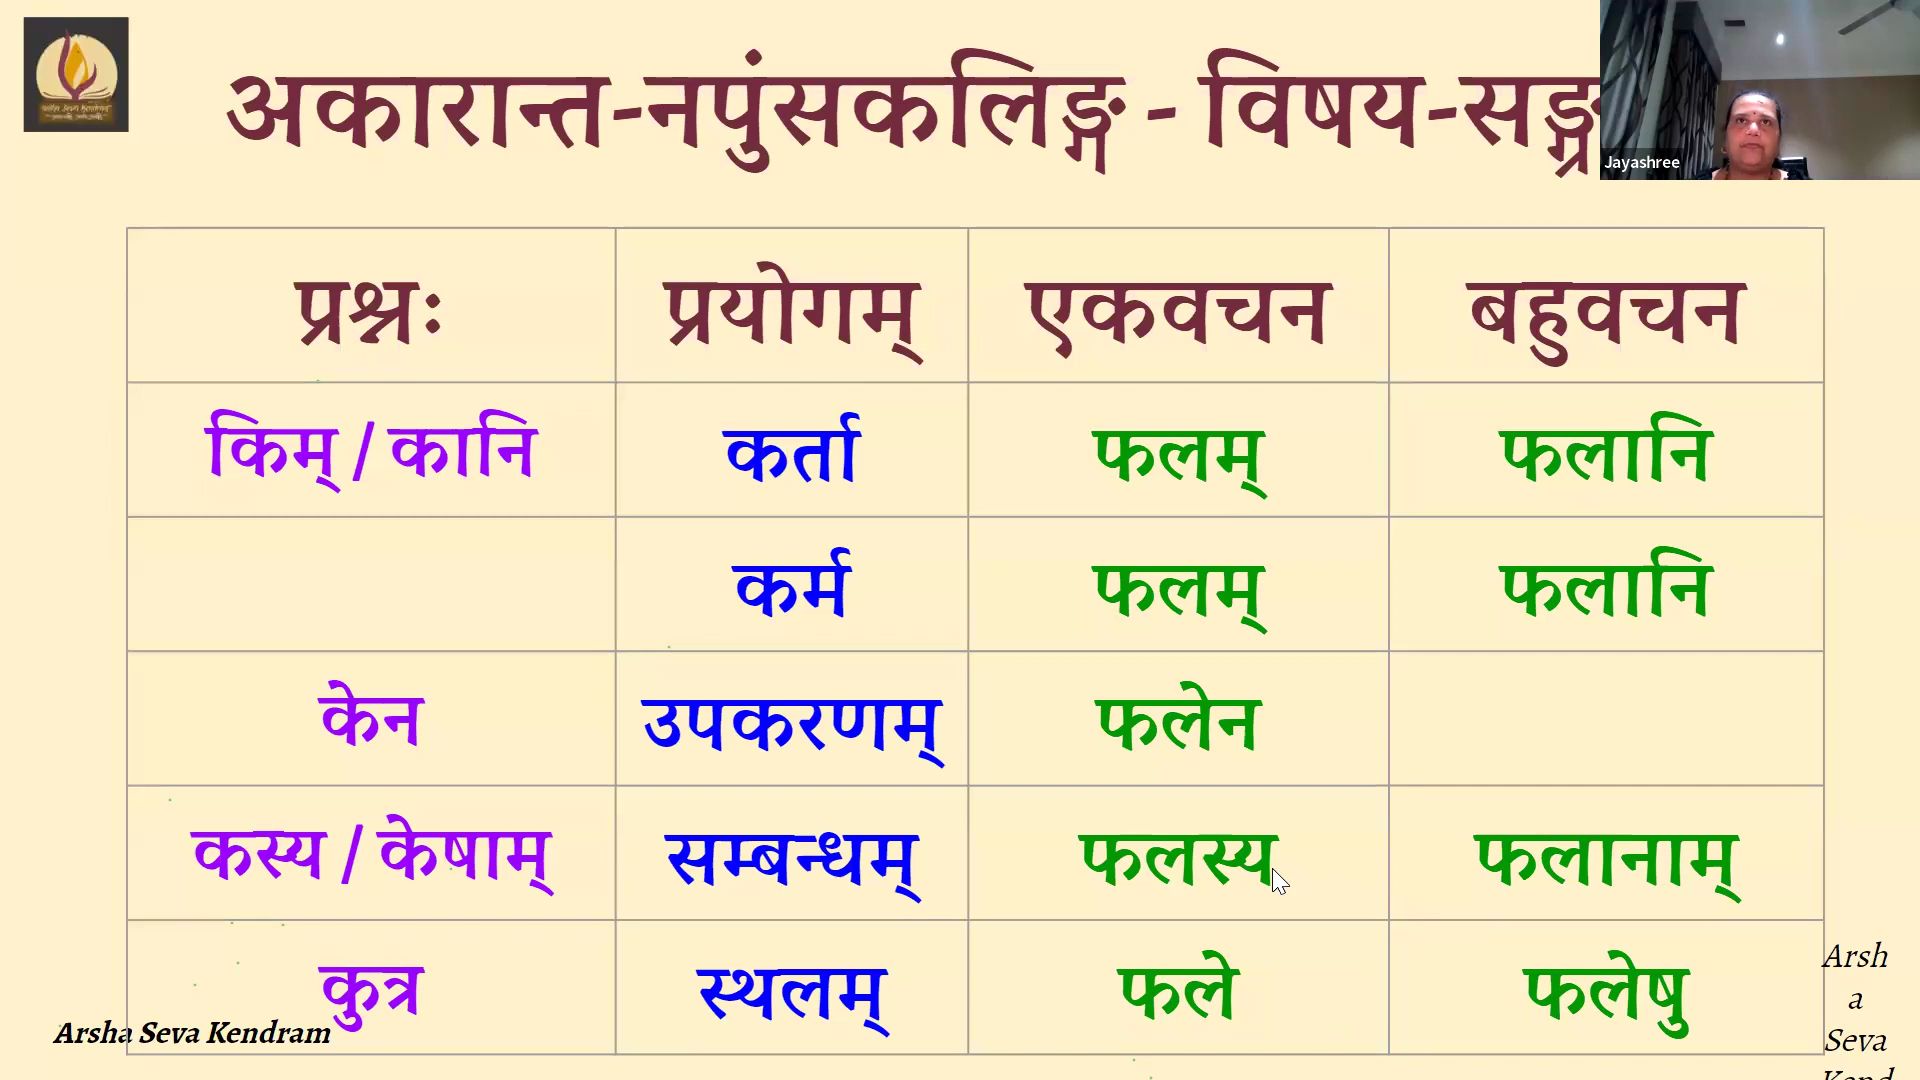 अकारान्त-नपुंसकलिङ्ग - विषय-सङ्ग्र
Jayashree
प्रश्नः प्रयोगम् एकवचन बहुवचन
किम् / कानि कर्ता फलम् फलानि
कर्म फलम् फलानि
केन उपकरणम् फलेन
कस्य / केषाम् सम्बन्धम् फलस्य फलानाम्
कुत्र स्थलम् फले फलेषु
Arsha Seva Kendram
Arsh
a
Seva